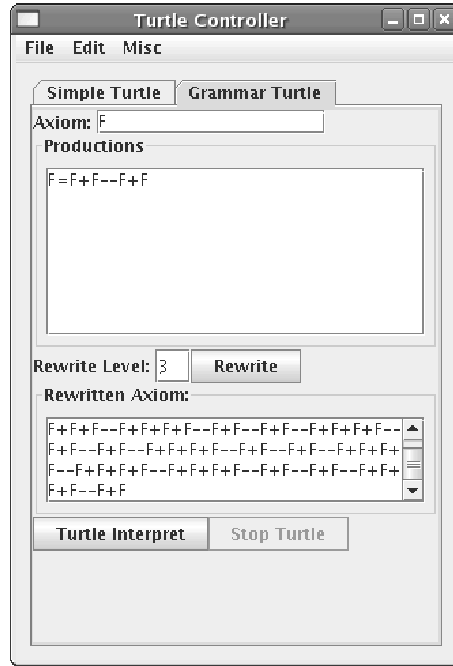 Turtle Controller
File Edit Misc
Simple Turtle Grammar Turtle
Axiom: F
Productions
F=F+F--F+F
Rewrite Level: 3 Rewrite
Rewritten Axiom:
F+F+F--F+F+F+F--F+F--F+F--F+F+F+F--
F+F--F+F--F+F+F+F--F+F--F+F--F+F+F+
F--F+F+F+F--F+F+F+F--F+F--F+F--F+F+
F+F--F+F
Turtle Interpret Stop Turtle